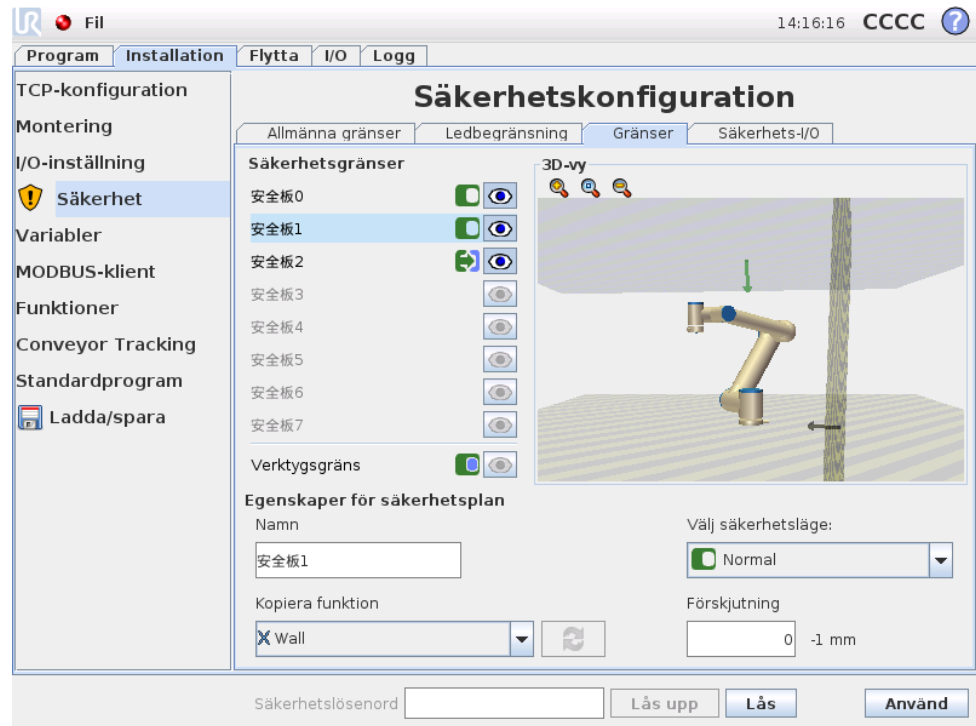 UR Fil 14:16:16 CCCC ?
Program Installation Flytta I/O Logg
TCP-konfiguration
Montering
I/O-inställning
Säkerhet
Variabler
MODBUS-klient
Funktioner
Conveyor Tracking
Standardprogram
Ladda/spara
Säkerhetskonfiguration
Allmänna gränser Ledbegränsning Gränser Säkerhets-I/O
Säkerhetsgränser
安全板0
安全板1
安全板2
安全板3
安全板4
安全板5
安全板6
安全板7
Verktygsgräns
3D-vy
Egenskaper för säkerhetsplan
Namn
安全板1
Kopiera funktion
Wall
Välj säkerhetsläge:
Normal
Förskjutning
0 -1 mm
Säkerhetslösenord Lås upp Lås Använd